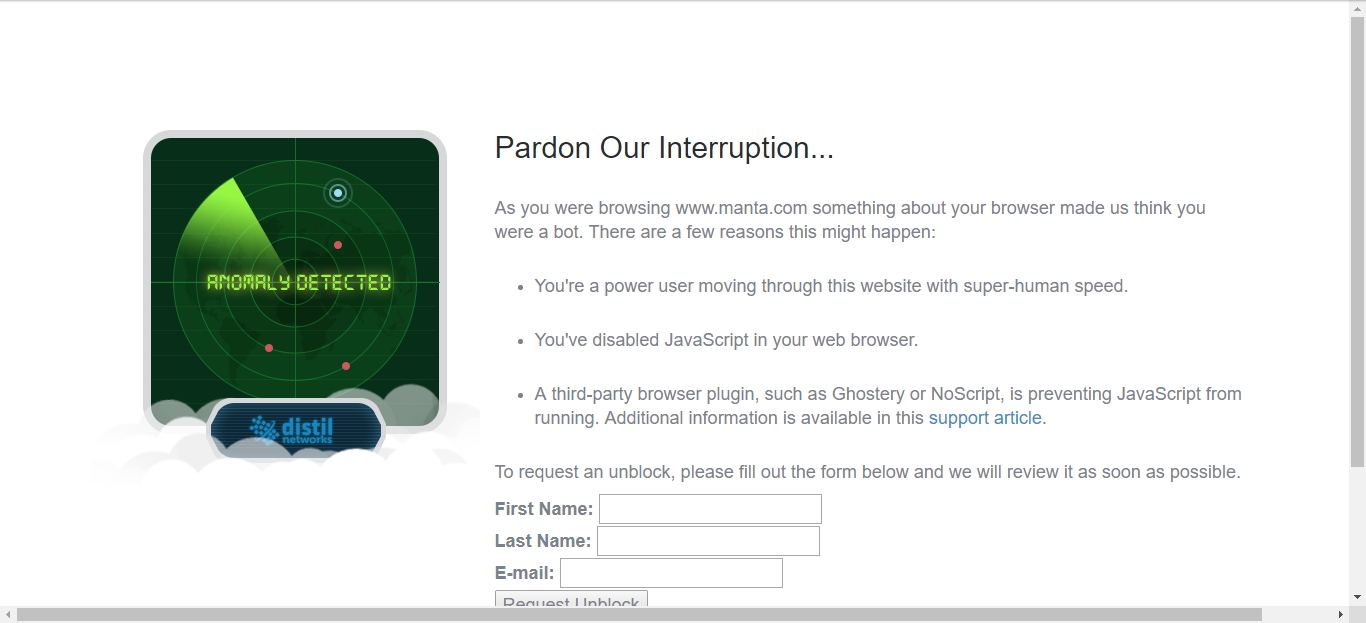 Pardon Our Interruption...
As you were browsing www.manta.com something about your browser made us think you
were a bot. There are a few reasons this might happen:
You're a power user moving through this website with super-human speed.
You've disabled JavaScript in your web browser.
A third-party browser plugin, such as Ghostery or NoScript, is preventing JavaScript from
running. Additional information is available in this support article.
ANOMALY DETECTED
distil
networks
To request an unblock, please fill out the form below and we will review it as soon as possible.
First Name:
Last Name:
E-mail:
Request Unblock